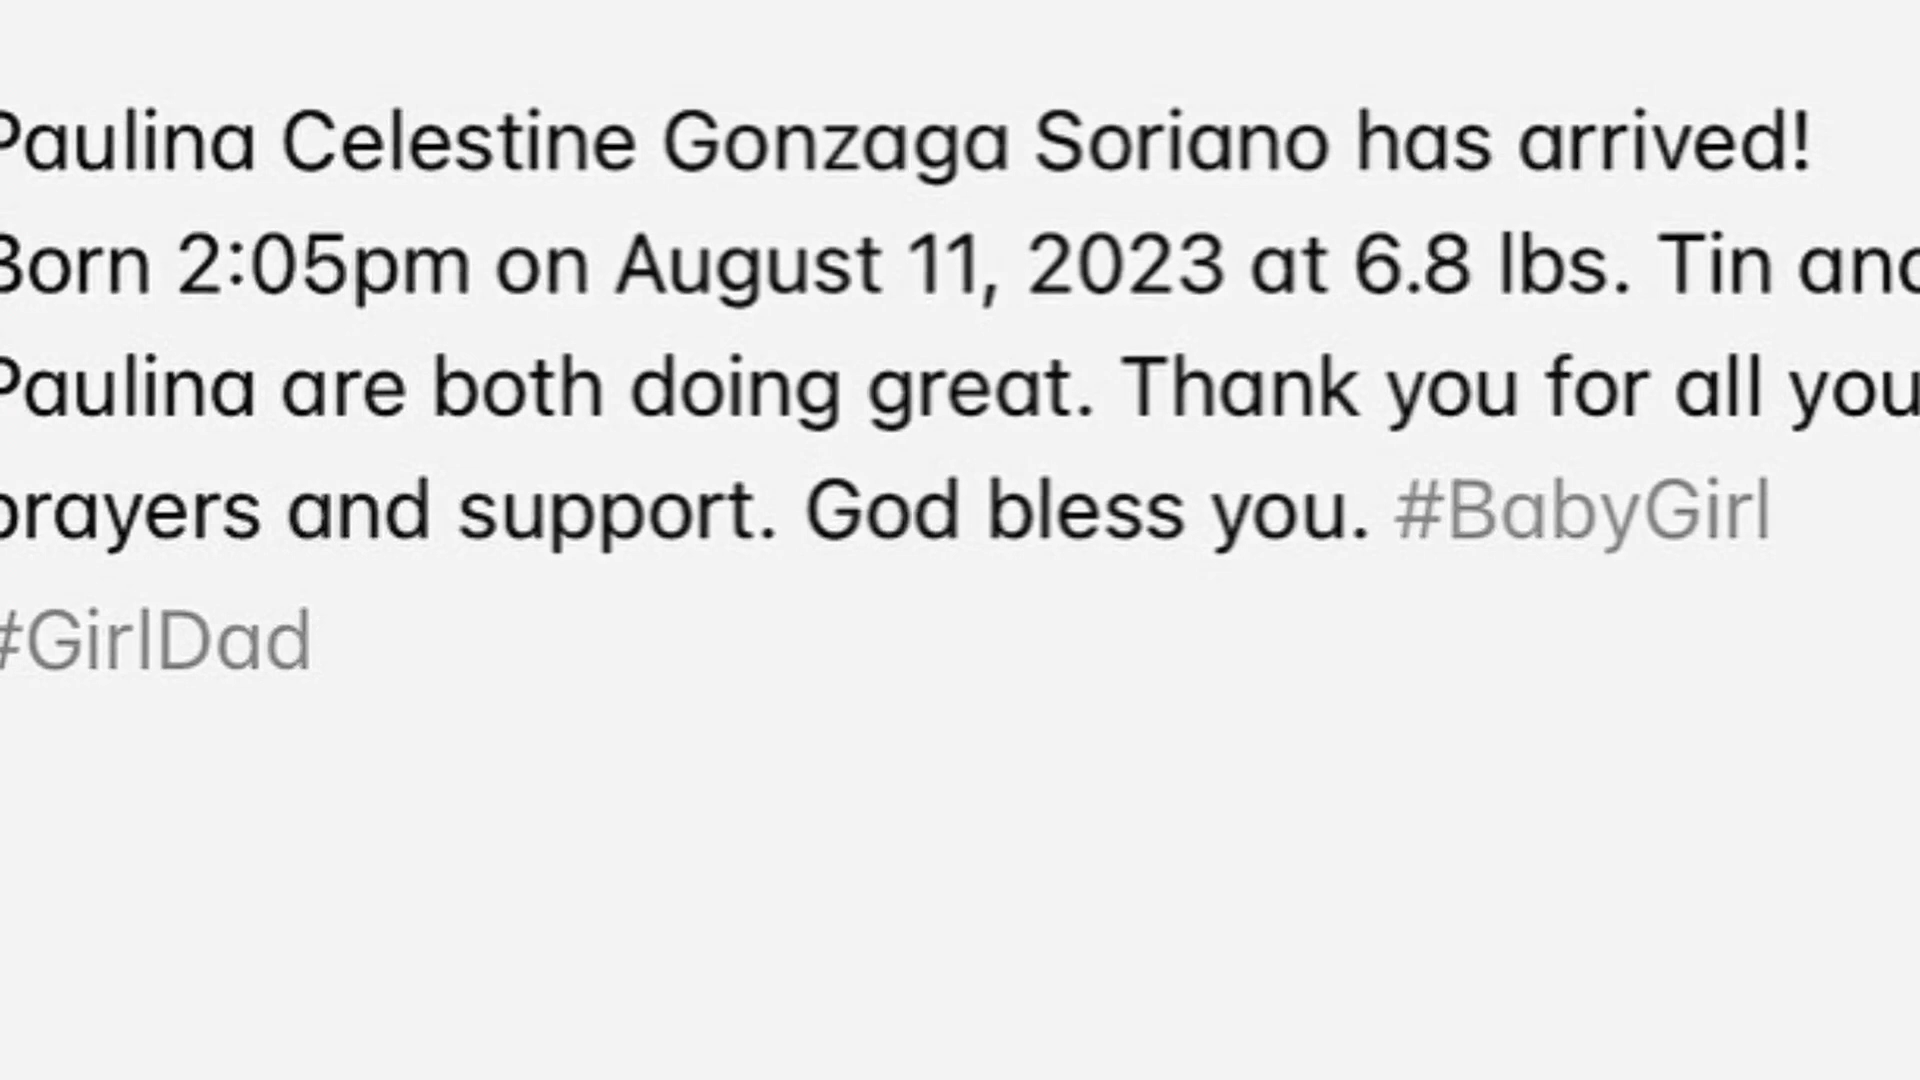 Paulina Celestine Gonzaga Soriano has arrived!
Born 2:05pm on August 11, 2023 at 6.8 lbs. Tin and
Paulina are both doing great. Thank you for all you
prayers and support. God bless you. #BabyGirl
#GirlDad